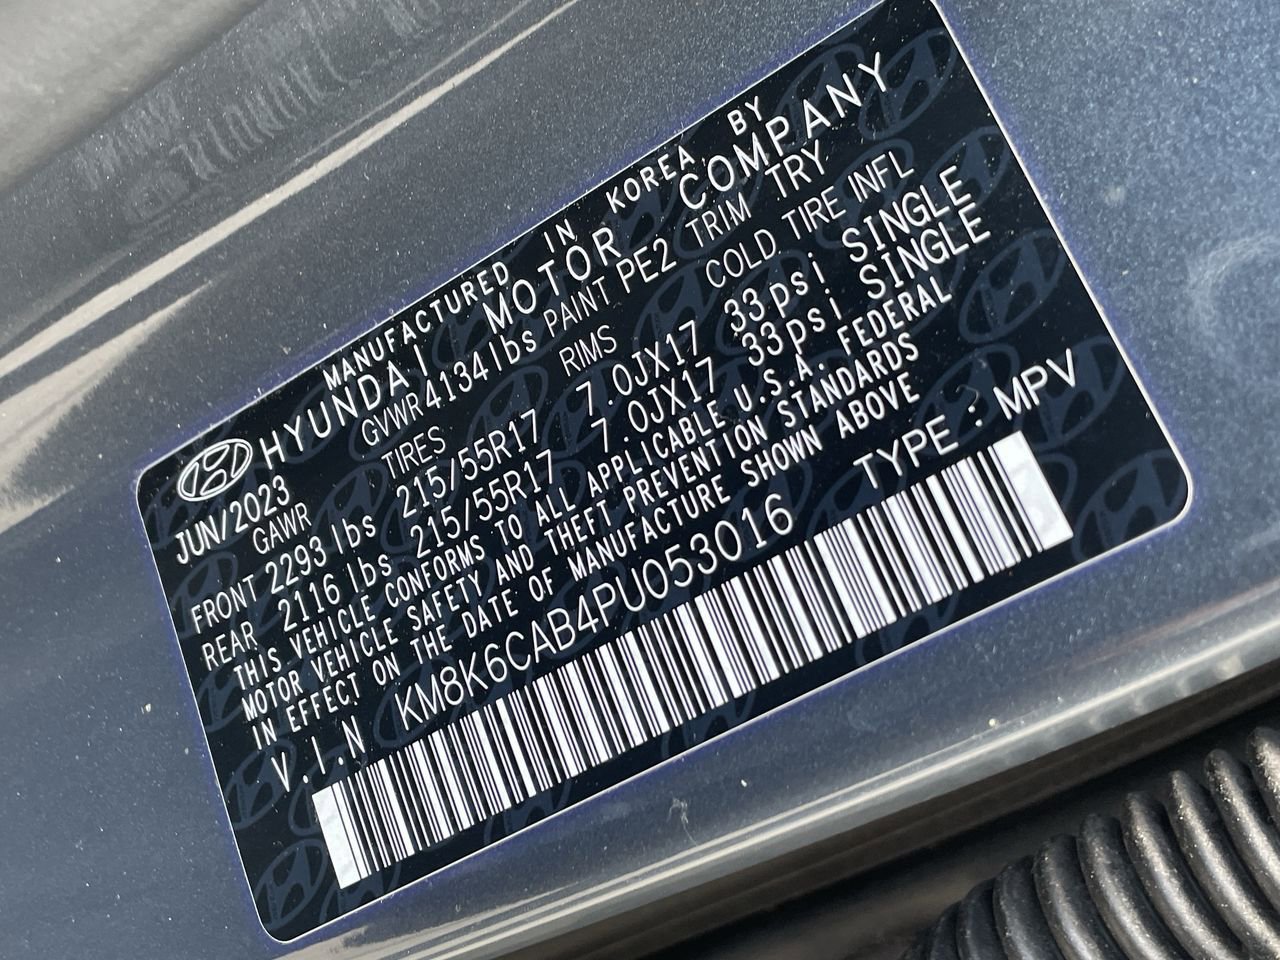 MANUFACTURED IN KOREA BY
HYUNDAI MOTOR COMPANY
JUN/2023 GVWR 4134 lbs PAINT PE2 TRIM TRY
GAWR TIRES RIMS COLD TIRE INFL
FRONT 2293 lbs 215/55R17 7.0JX17 33psi SINGLE
REAR 2116 lbs 215/55R17 7.0JX17 33psi SINGLE
THIS VEHICLE CONFORMS TO ALL APPLICABLE U.S.A. FEDERAL
MOTOR VEHICLE SAFETY AND THEFT PREVENTION STANDARDS
IN EFFECT ON THE DATE OF MANUFACTURE SHOWN ABOVE
V.I.N KM8K6CAB4PU053016 TYPE : MPV